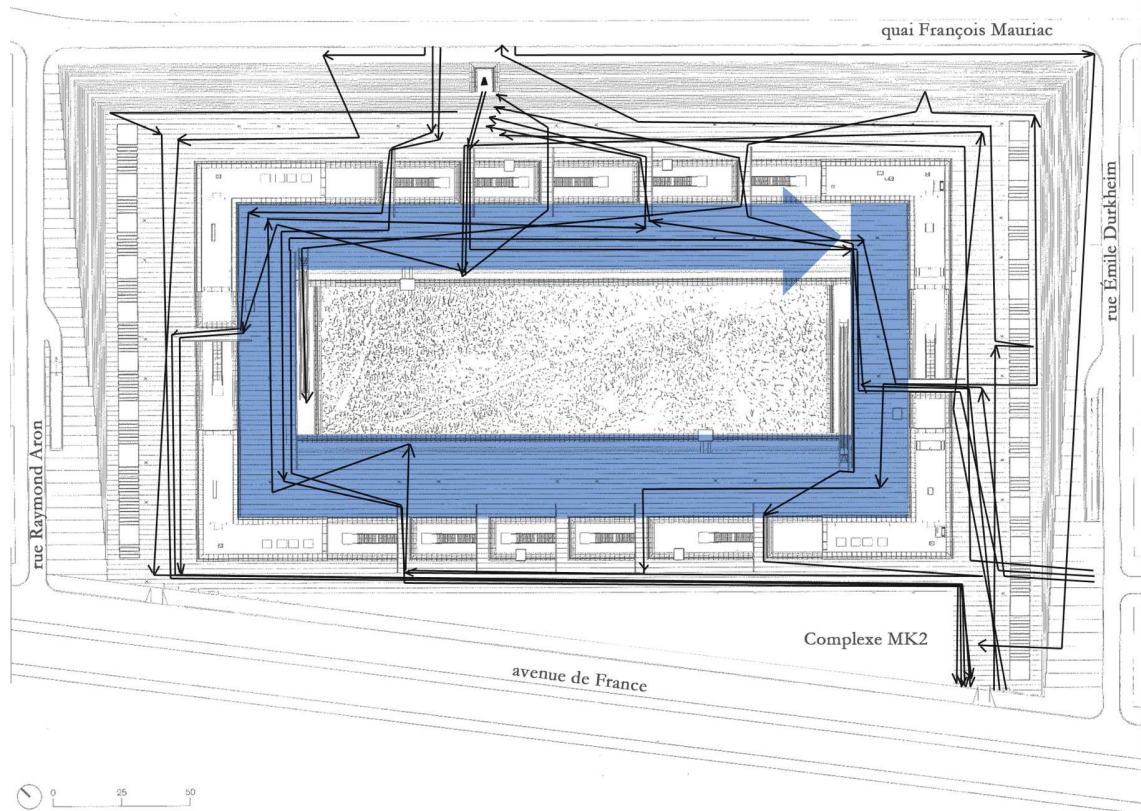 quai François Mauriac
rue Émile Durkheim
rue Raymond Aron
Complexe MK2
avenue de France
0 25 50